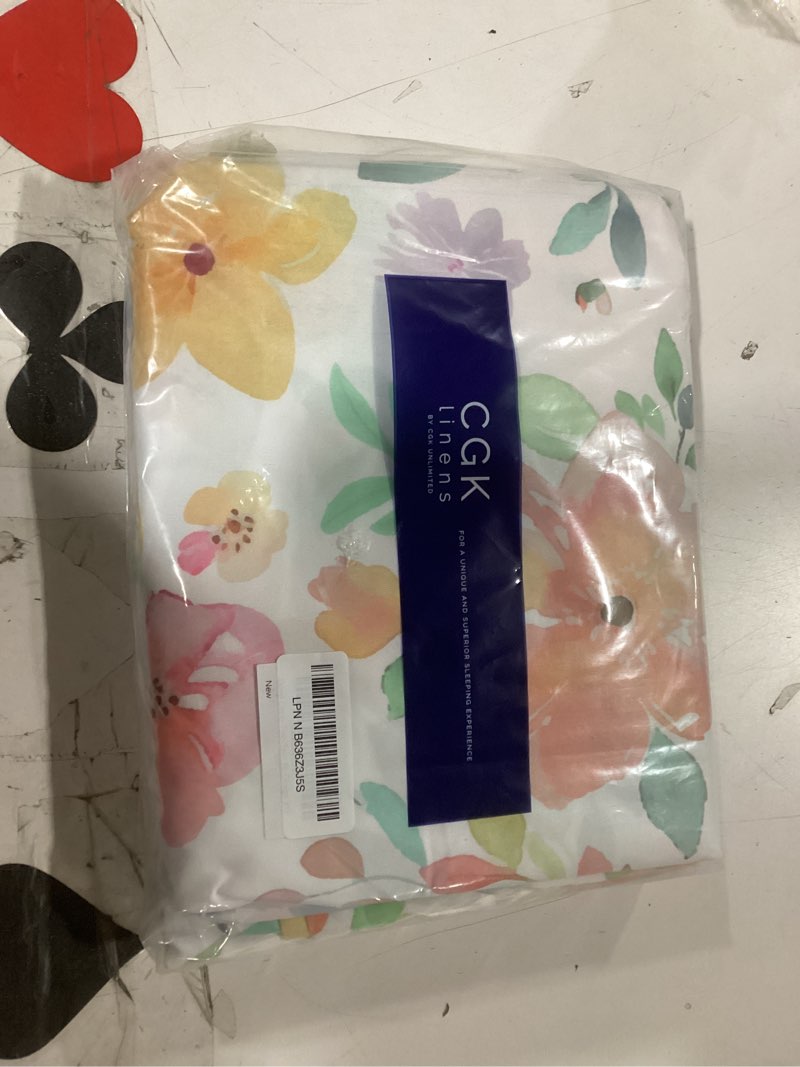 CGK
linens
BY CGK UNLIMITED
FOR A UNIQUE AND SUPERIOR SLEEPING EXPERIENCE
New
LPN N B636Z3J5S